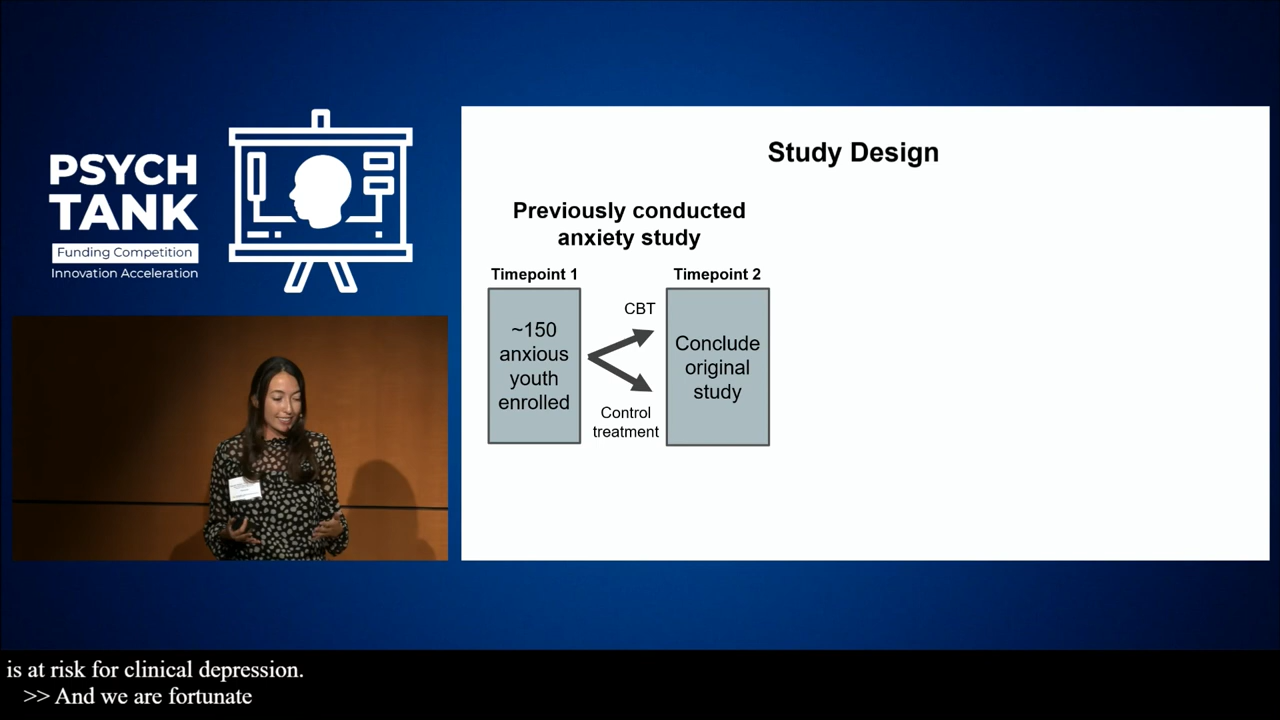 PSYCH
TANK
Funding Competition
Innovation Acceleration
Study Design
Previously conducted
anxiety study
Timepoint 1
Timepoint 2
~150
anxious
youth
enrolled
CBT
Control
treatment
Conclude
original
study
is at risk for clinical depression.
>> And we are fortunate